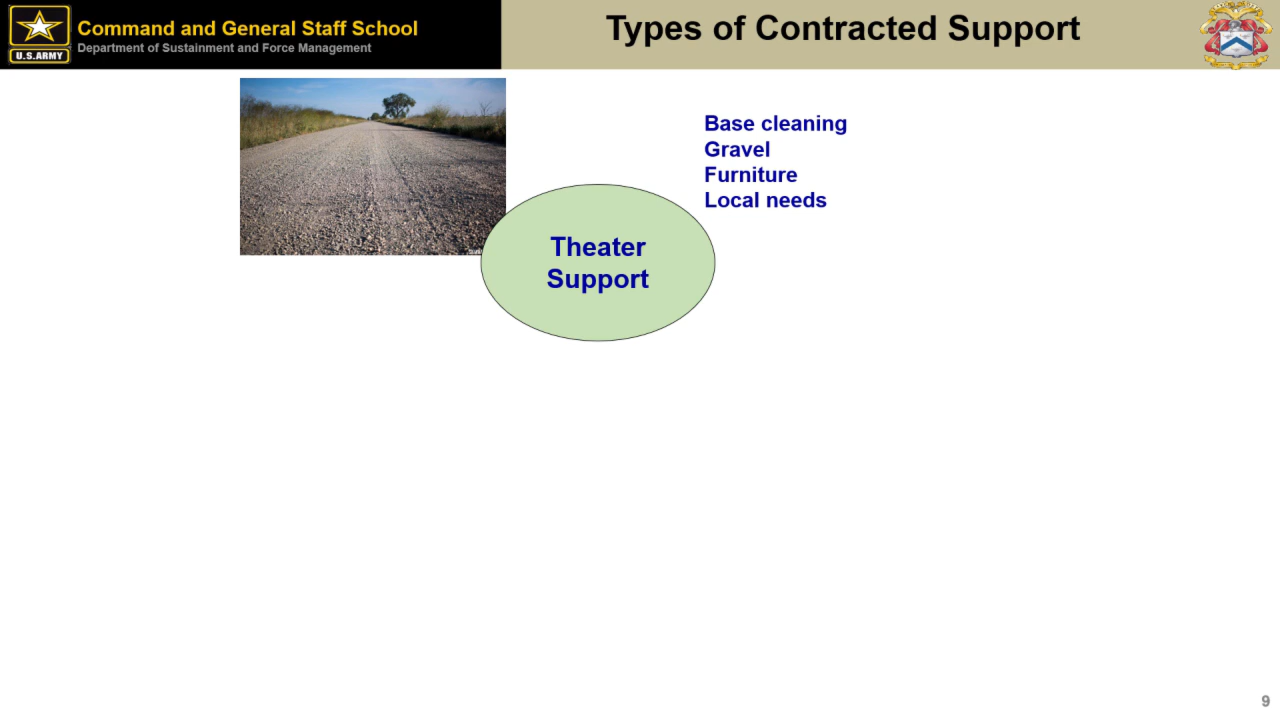 Command and General Staff School
Department of Sustainment and Force Management
U.S.ARMY
Types of Contracted Support
Base cleaning
Gravel
Furniture
Local needs
Theater
Support
9